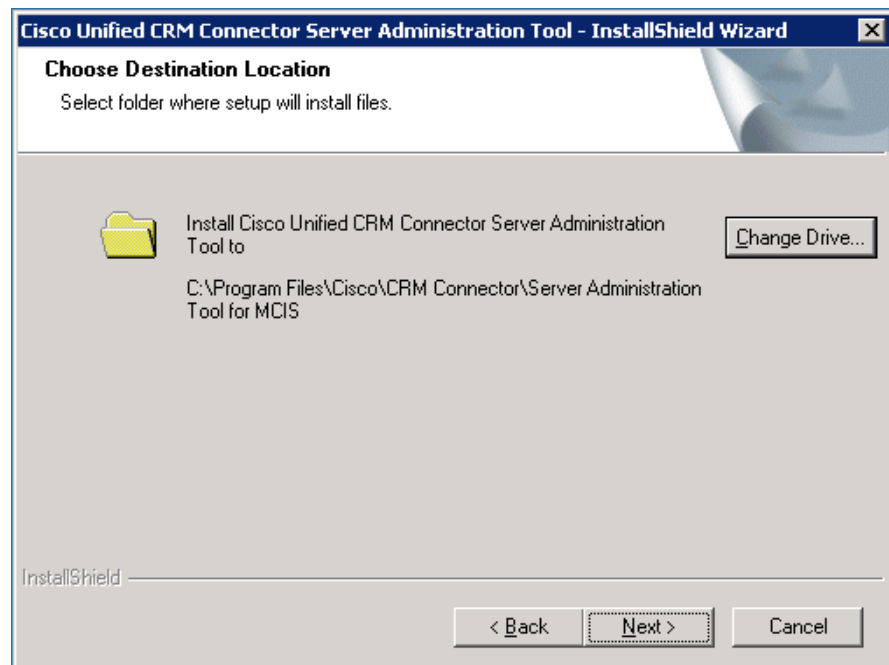 Cisco Unified CRM Connector Server Administration Tool - InstallShield Wizard
Choose Destination Location
Select folder where setup will install files.
Install Cisco Unified CRM Connector Server Administration
Tool to
Change Drive...
C:\Program Files\Cisco\CRM Connector\Server Administration
Tool for MCIS
InstallShield
< Back
Next >
Cancel